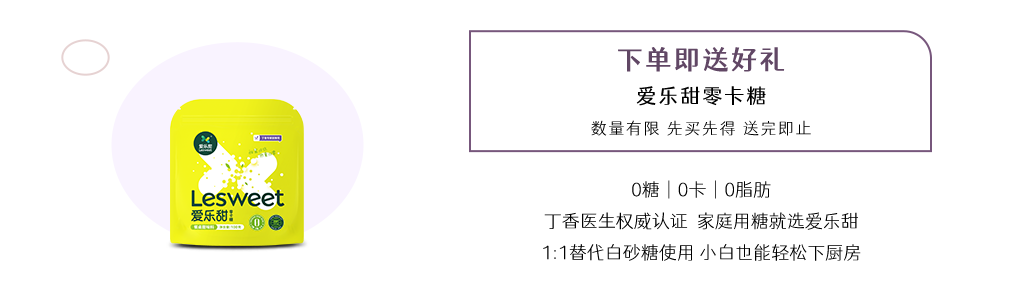 下单即送好礼
爱乐甜零卡糖
数量有限 先买先得 送完即止
0糖｜0卡｜0脂肪
丁香医生权威认证 家庭用糖就选爱乐甜
1:1替代白砂糖使用 小白也能轻松下厨房
爱乐甜
Lesweet
爱乐甜
零卡糖